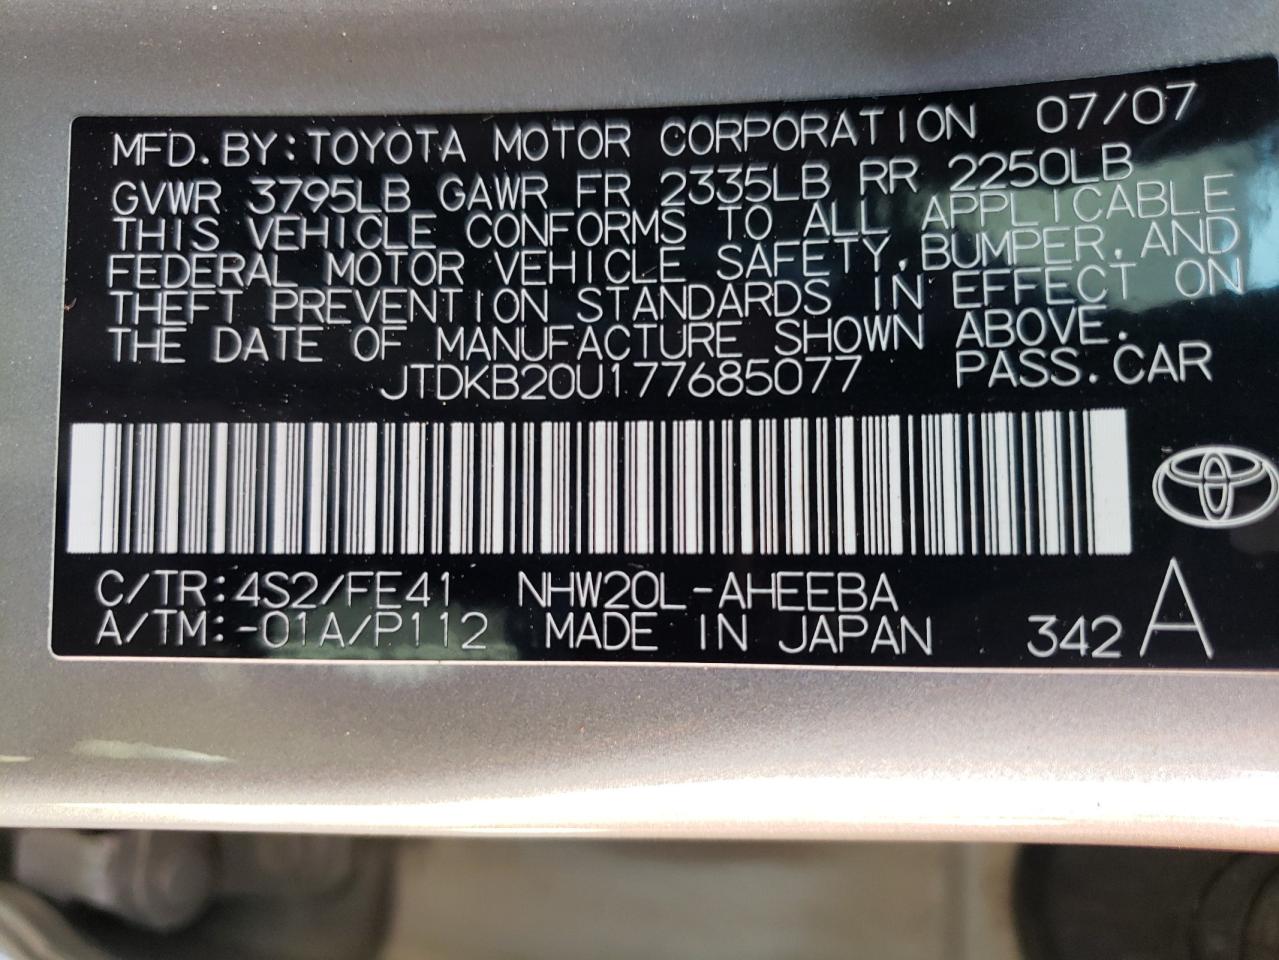 MFD. BY: TOYOTA MOTOR CORPORATION 07/07
GVWR 3795LB GAWR FR 2335LB RR 2250LB
THIS VEHICLE CONFORMS TO ALL APPLICABLE
FEDERAL MOTOR VEHICLE SAFETY, BUMPER, AND
THEFT PREVENTION STANDARDS IN EFFECT ON
THE DATE OF MANUFACTURE SHOWN ABOVE.
JTDKB20U177685077 PASS. CAR
C/TR: 4S2/FE41 NHW20L-AHEEBA
A/TM: -01A/P112 MADE IN JAPAN 342 A